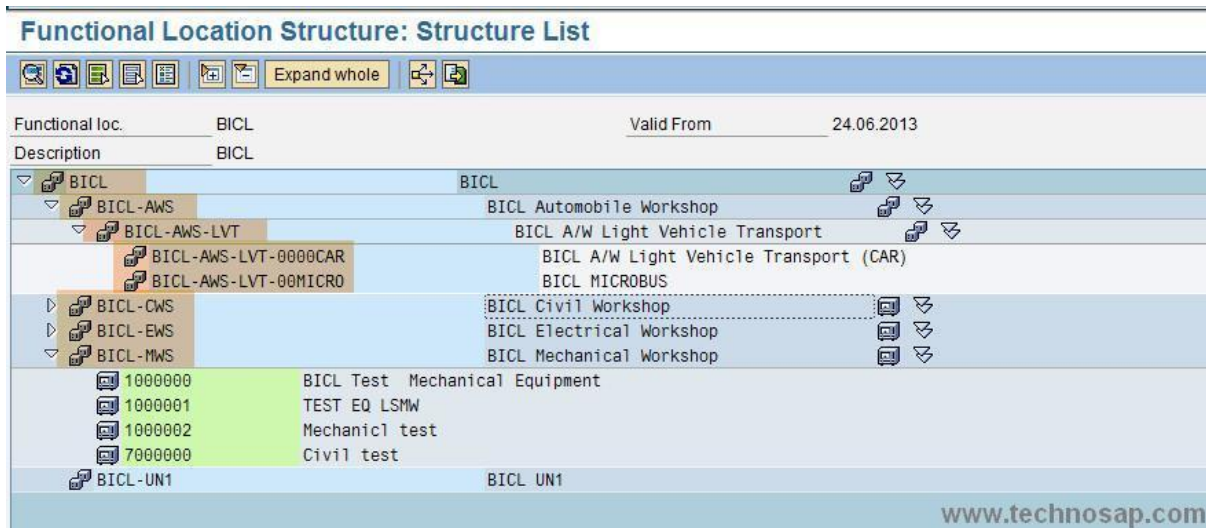 Functional Location Structure: Structure List
Expand whole
Functional loc. BICL Valid From 24.06.2013
Description BICL
BICL BICL
BICL-AWS BICL Automobile Workshop
BICL-AWS-LVT BICL A/W Light Vehicle Transport
BICL-AWS-LVT-0000CAR BICL A/W Light Vehicle Transport (CAR)
BICL-AWS-LVT-00MICRO BICL MICROBUS
BICL-CWS BICL Civil Workshop
BICL-EWS BICL Electrical Workshop
BICL-MWS BICL Mechanical Workshop
1000000 BICL Test Mechanical Equipment
1000001 TEST EQ LSMW
1000002 Mechanicl test
7000000 Civil test
BICL-UN1 BICL UN1
www.technosap.com